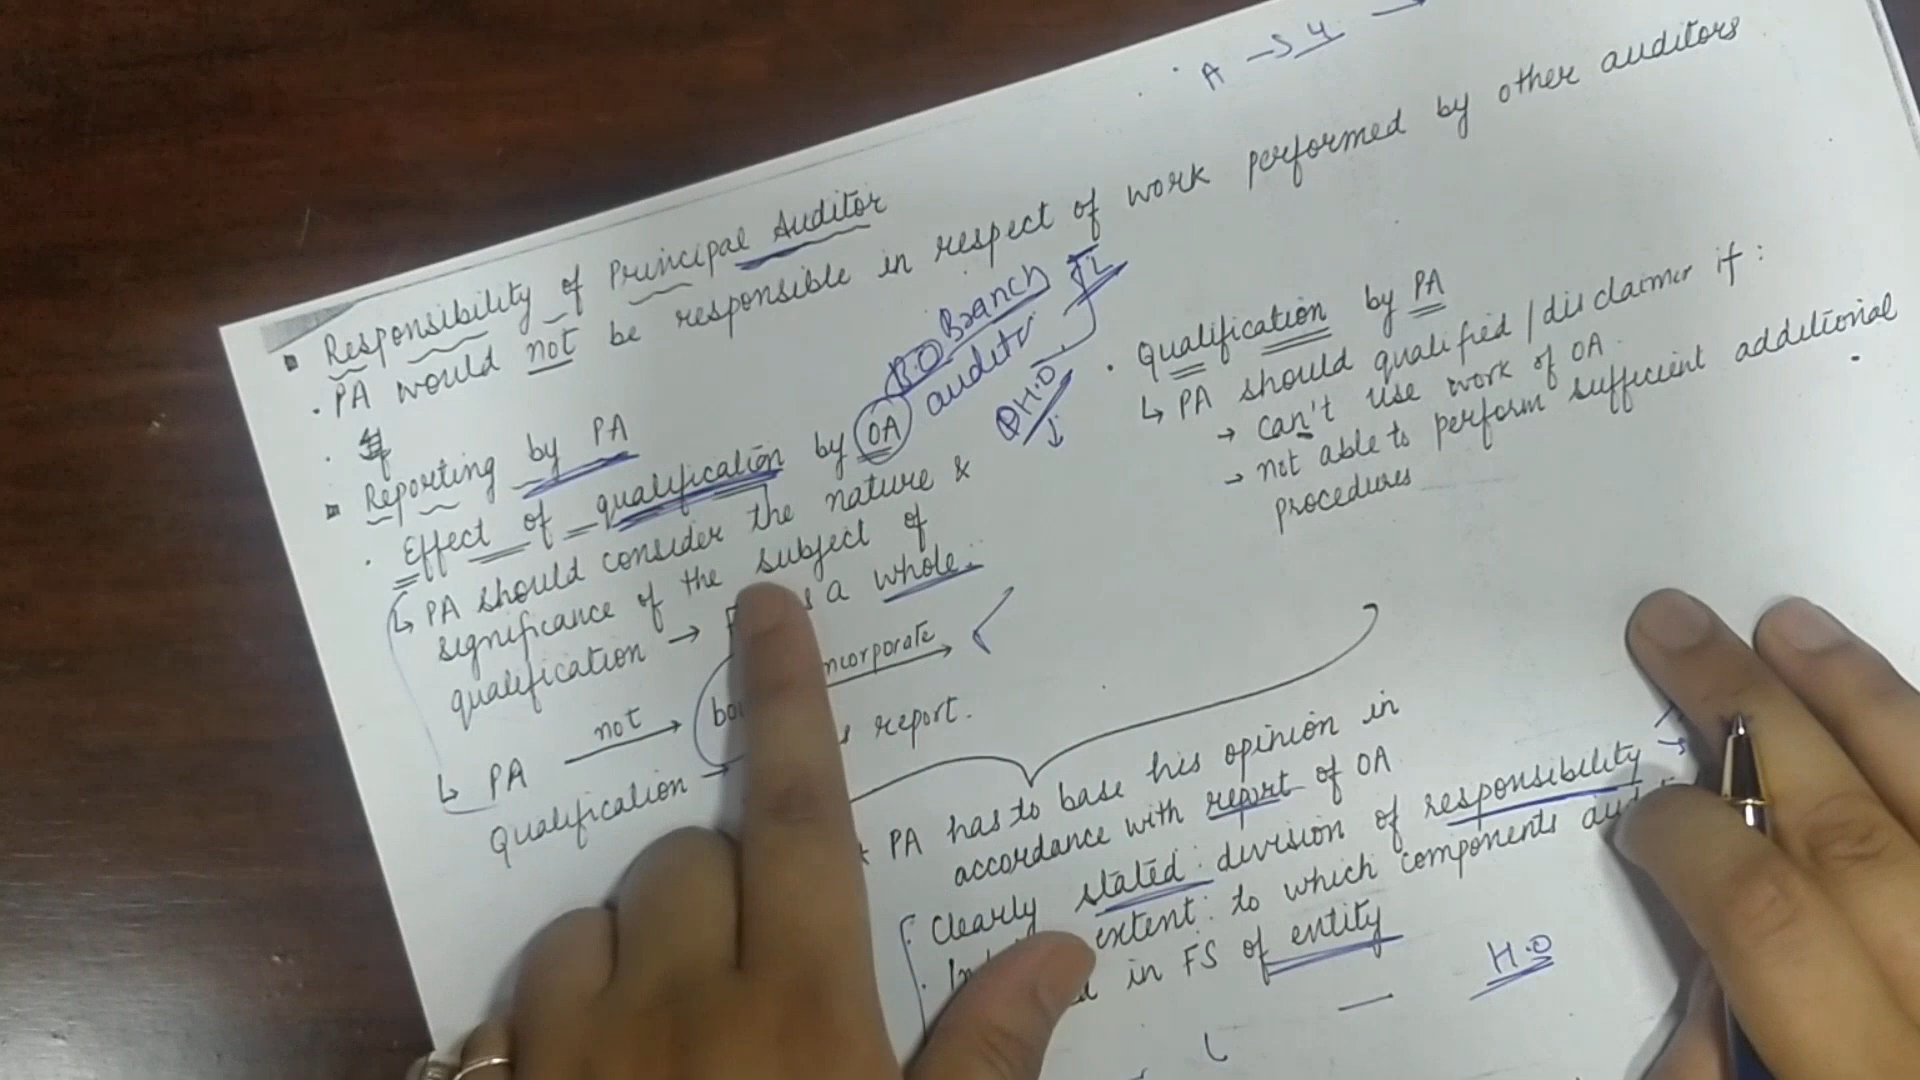 A - S 4 →
▪ Responsibility of Principal Auditor
• PA would not be responsible in respect of work performed by other auditors
▪ Reporting by PA
• Effect of qualification by OA
B.O Branch
auditor
H.O
↳ PA should consider the nature &
significance of the subject of
qualification → a whole.
↳ PA not → incorporate →
Qualification → report.
• Qualification by PA
↳ PA should qualified / disclaimer if :
→ can't use work of OA.
→ not able to perform sufficient additional
procedures
PA has to base his opinion in
accordance with report of OA
• Clearly stated : division of responsibility →
• extent : to which components
in FS of entity
H.O